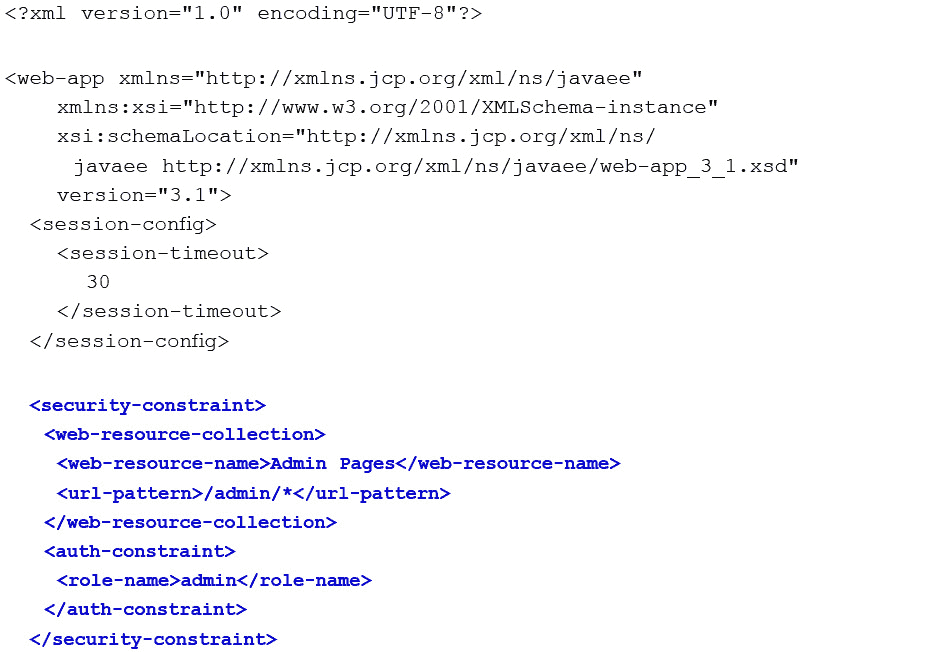 <?xml version="1.0" encoding="UTF-8"?>
<web-app xmlns="http://xmlns.jcp.org/xml/ns/javaee"
xmlns:xsi="http://www.w3.org/2001/XMLSchema-instance"
xsi:schemaLocation="http://xmlns.jcp.org/xml/ns/
javaee http://xmlns.jcp.org/xml/ns/javaee/web-app_3_1.xsd"
version="3.1">
<session-config>
<session-timeout>
30
</session-timeout>
</session-config>
<security-constraint>
<web-resource-collection>
<web-resource-name>Admin Pages</web-resource-name>
<url-pattern>/admin/*</url-pattern>
</web-resource-collection>
<auth-constraint>
<role-name>admin</role-name>
</auth-constraint>
</security-constraint>